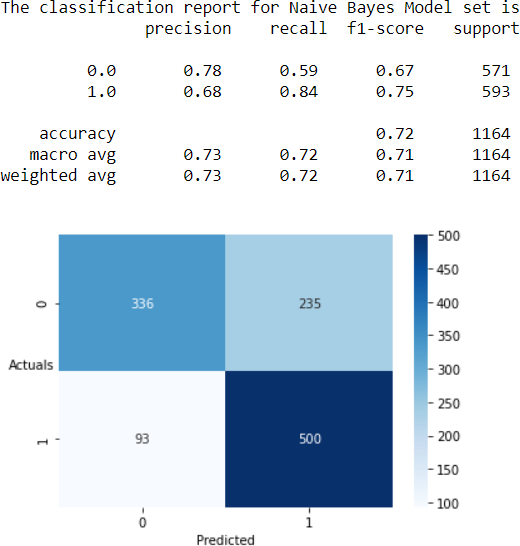 The classification report for Naive Bayes Model set is
precision recall f1-score support
0.0 0.78 0.59 0.67 571
1.0 0.68 0.84 0.75 593
accuracy 0.72 1164
macro avg 0.73 0.72 0.71 1164
weighted avg 0.73 0.72 0.71 1164
500
450
0 336 235 400
350
Actuals 300
250
200
1 93 500 150
100
0 1
Predicted